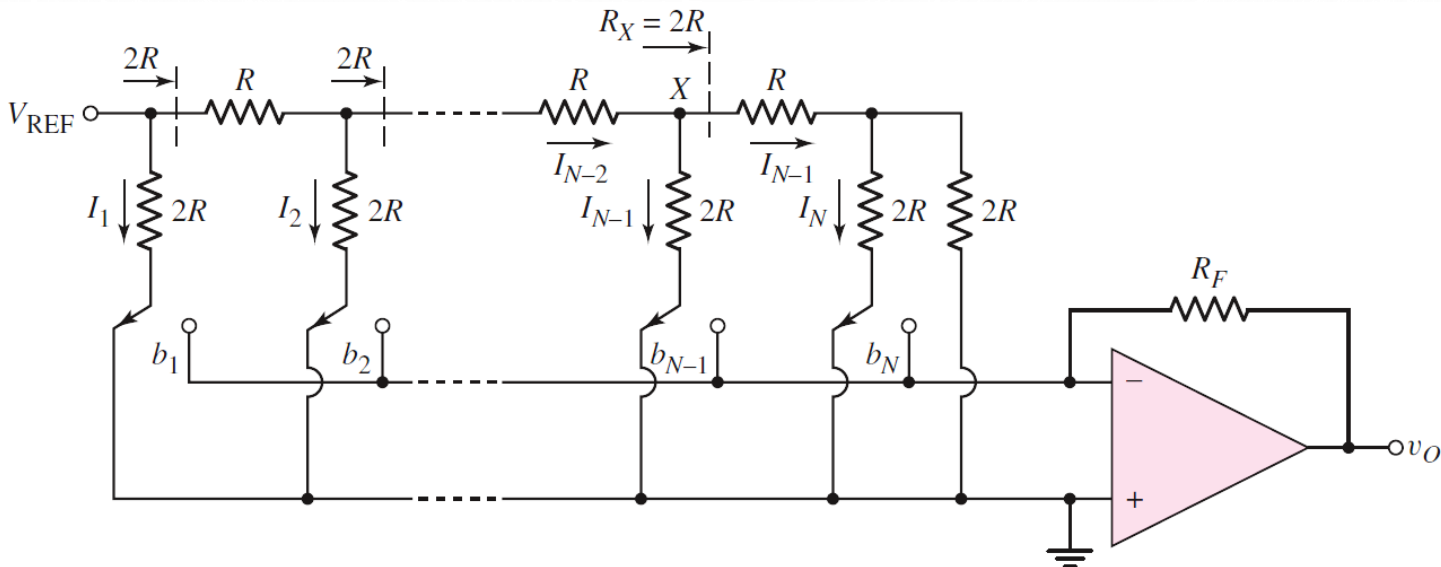 R_X = 2R
2R R 2R R X R
V_REF
I_{N–2} I_{N–1}
I_1 2R I_2 2R I_{N–1} 2R I_N 2R 2R
R_F
b_1 b_2 b_{N–1} b_N
–
v_O
+